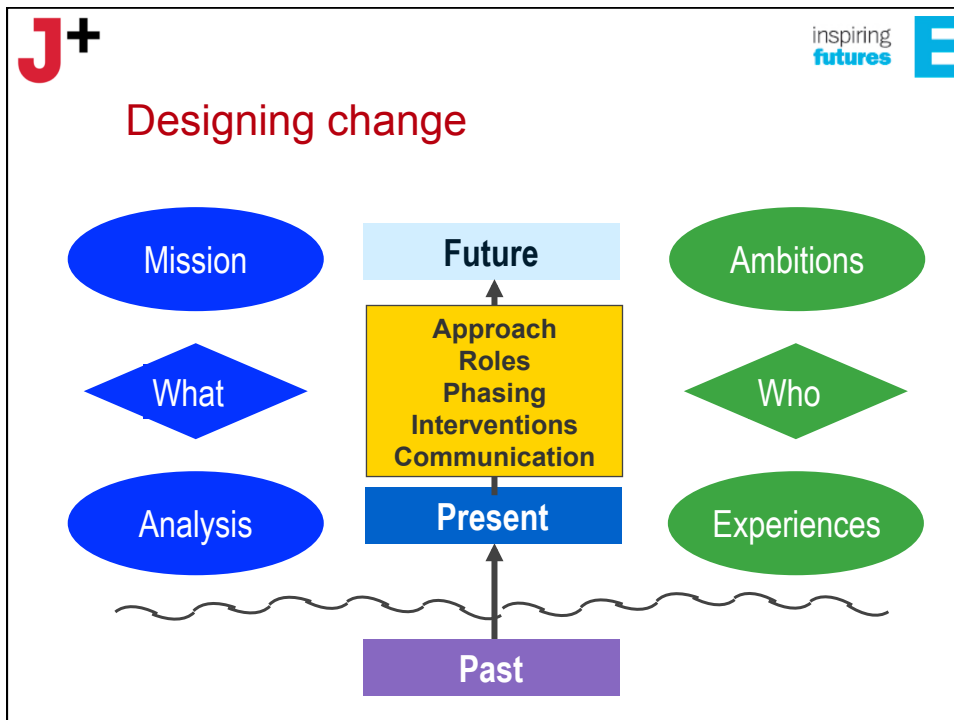 J+
inspiring
futures
E
Designing change
Mission
Future
Ambitions
Approach
Roles
Phasing
Interventions
Communication
What
Who
Analysis
Present
Experiences
Past